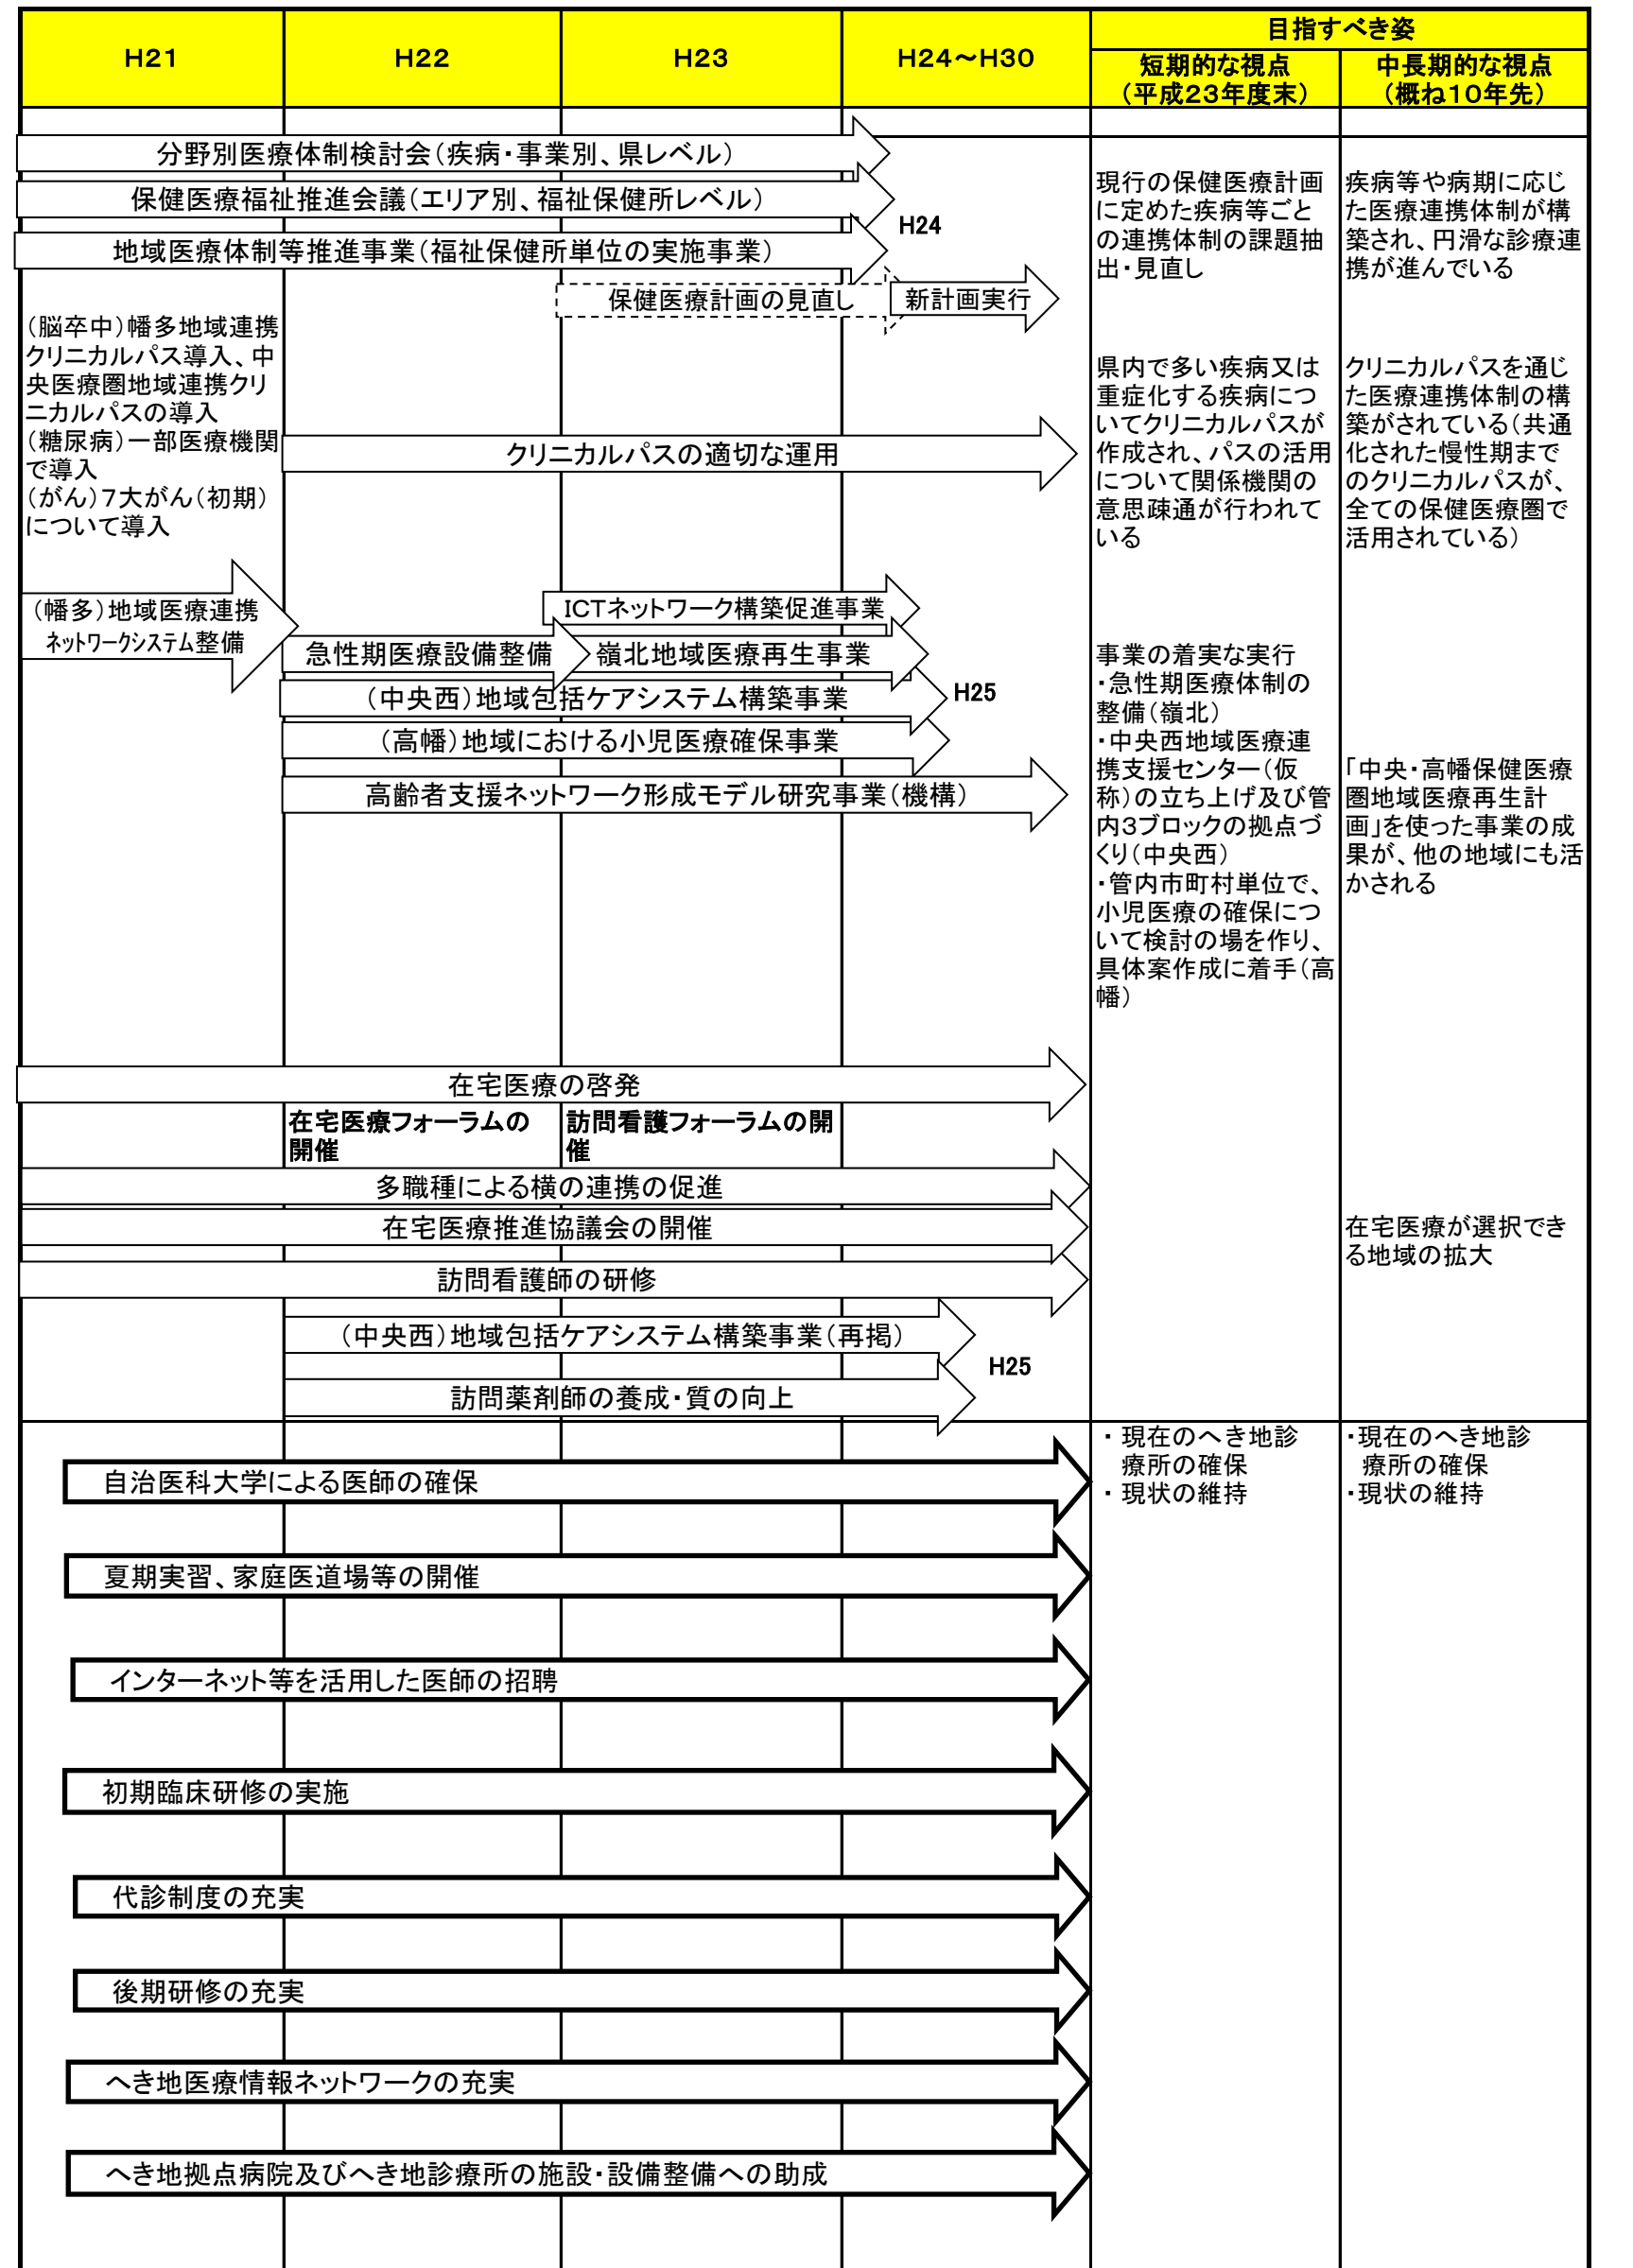 H21
H22
H23
H24～H30
目指すべき姿
短期的な視点
（平成23年度末）
中長期的な視点
（概ね10年先）
分野別医療体制検討会（疾病・事業別、県レベル）
保健医療福祉推進会議（エリア別、福祉保健所レベル）
地域医療体制等推進事業（福祉保健所単位の実施事業）
H24
保健医療計画の見直し
新計画実行
現行の保健医療計画
に定めた疾病等ごと
の連携体制の課題抽
出・見直し
疾病等や病期に応じ
た医療連携体制が構
築され、円滑な診療連
携が進んでいる
（脳卒中）幡多地域連携
クリニカルパス導入、中
央医療圏地域連携クリ
ニカルパスの導入
（糖尿病）一部医療機関
で導入
（がん）7大がん（初期）
について導入
クリニカルパスの適切な運用
県内で多い疾病又は
重症化する疾病につ
いてクリニカルパスが
作成され、パスの活用
について関係機関の
意思疎通が行われて
いる
クリニカルパスを通じ
た医療連携体制の構
築がされている（共通
化された慢性期まで
のクリニカルパスが、
全ての保健医療圏で
活用されている）
（幡多）地域医療連携
ネットワークシステム整備
ICTネットワーク構築促進事業
急性期医療設備整備
嶺北地域医療再生事業
（中央西）地域包括ケアシステム構築事業
H25
（高幡）地域における小児医療確保事業
高齢者支援ネットワーク形成モデル研究事業（機構）
事業の着実な実行
・急性期医療体制の
整備（嶺北）
・中央西地域医療連
携支援センター（仮
称）の立ち上げ及び管
内3ブロックの拠点づ
くり（中央西）
・管内市町村単位で、
小児医療の確保につ
いて検討の場を作り、
具体案作成に着手（高
幡）
「中央・高幡保健医療
圏地域医療再生計
画」を使った事業の成
果が、他の地域にも活
かされる
在宅医療の啓発
在宅医療フォーラムの
開催
訪問看護フォーラムの開
催
多職種による横の連携の促進
在宅医療推進協議会の開催
訪問看護師の研修
在宅医療が選択でき
る地域の拡大
（中央西）地域包括ケアシステム構築事業（再掲）
H25
訪問薬剤師の養成・質の向上
・ 現在のへき地診
療所の確保
・ 現状の維持
・現在のへき地診
療所の確保
・現状の維持
自治医科大学による医師の確保
夏期実習、家庭医道場等の開催
インターネット等を活用した医師の招聘
初期臨床研修の実施
代診制度の充実
後期研修の充実
へき地医療情報ネットワークの充実
へき地拠点病院及びへき地診療所の施設・設備整備への助成